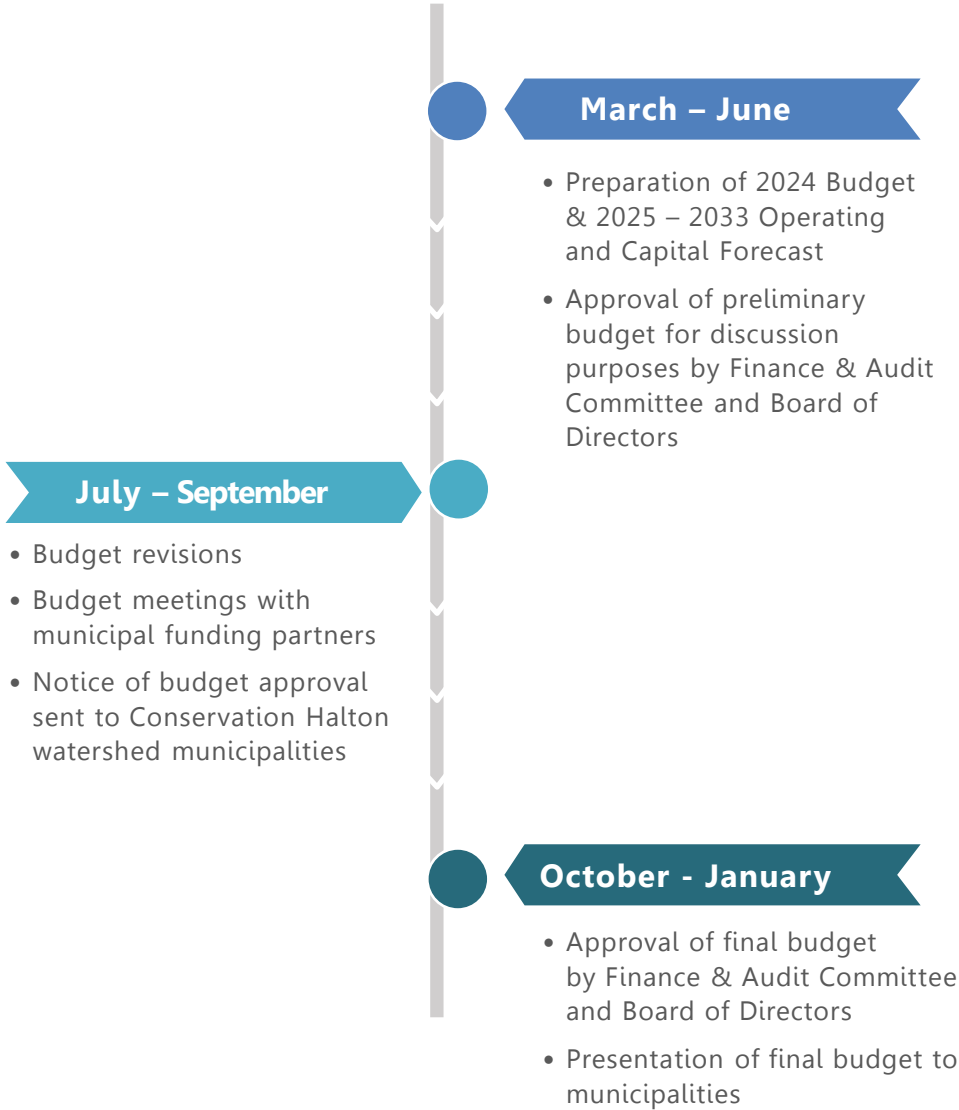 March – June
• Preparation of 2024 Budget
& 2025 – 2033 Operating
and Capital Forecast
• Approval of preliminary
budget for discussion
purposes by Finance & Audit
Committee and Board of
Directors
July – September
• Budget revisions
• Budget meetings with
municipal funding partners
• Notice of budget approval
sent to Conservation Halton
watershed municipalities
October - January
• Approval of final budget
by Finance & Audit Committee
and Board of Directors
• Presentation of final budget to
municipalities